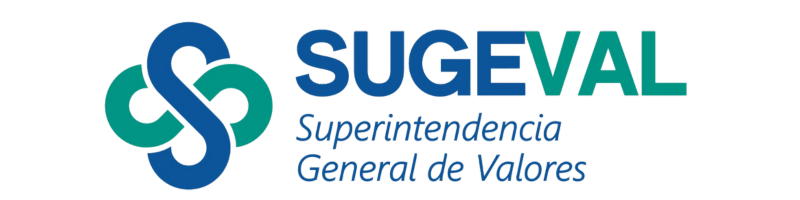 SUGEVAL
Superintendencia
General de Valores